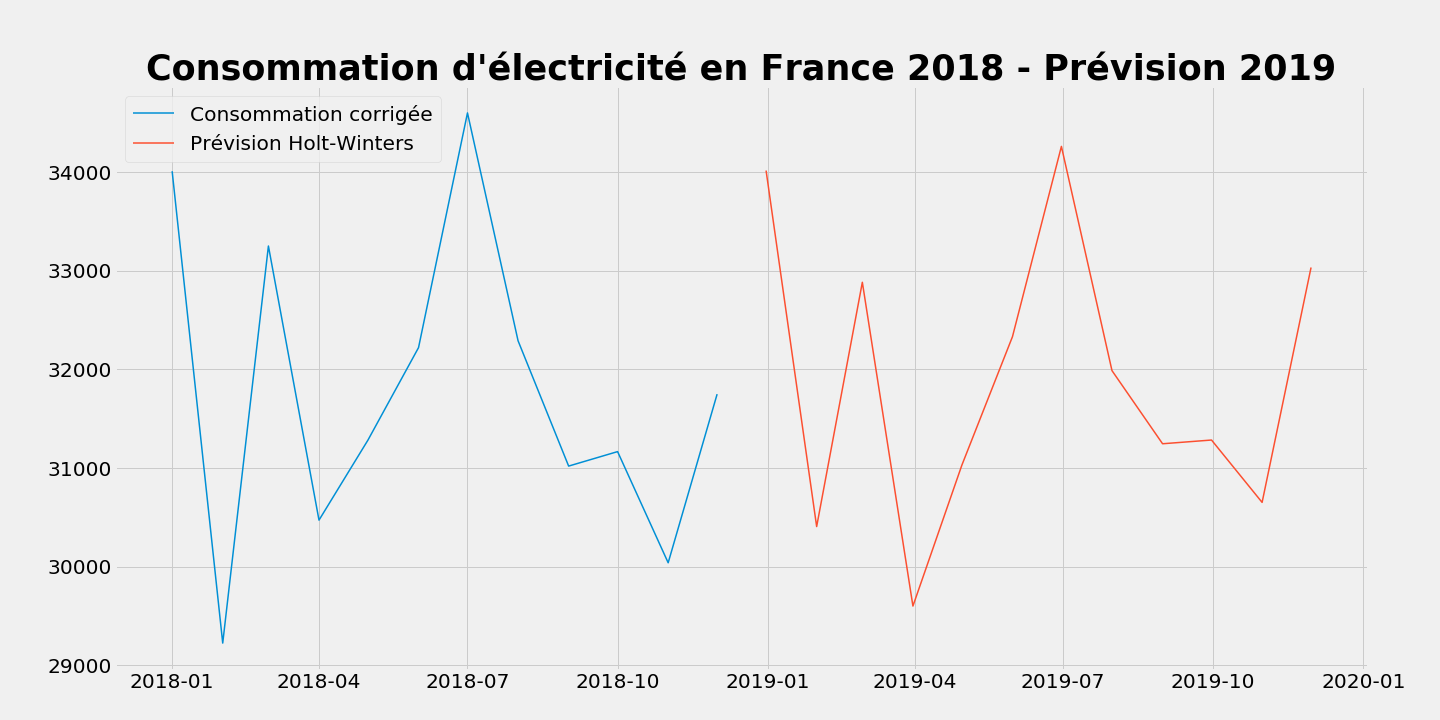 Consommation d'électricité en France 2018 - Prévision 2019
Consommation corrigée
Prévision Holt-Winters
34000
33000
32000
31000
30000
29000
2018-01 2018-04 2018-07 2018-10 2019-01 2019-04 2019-07 2019-10 2020-01